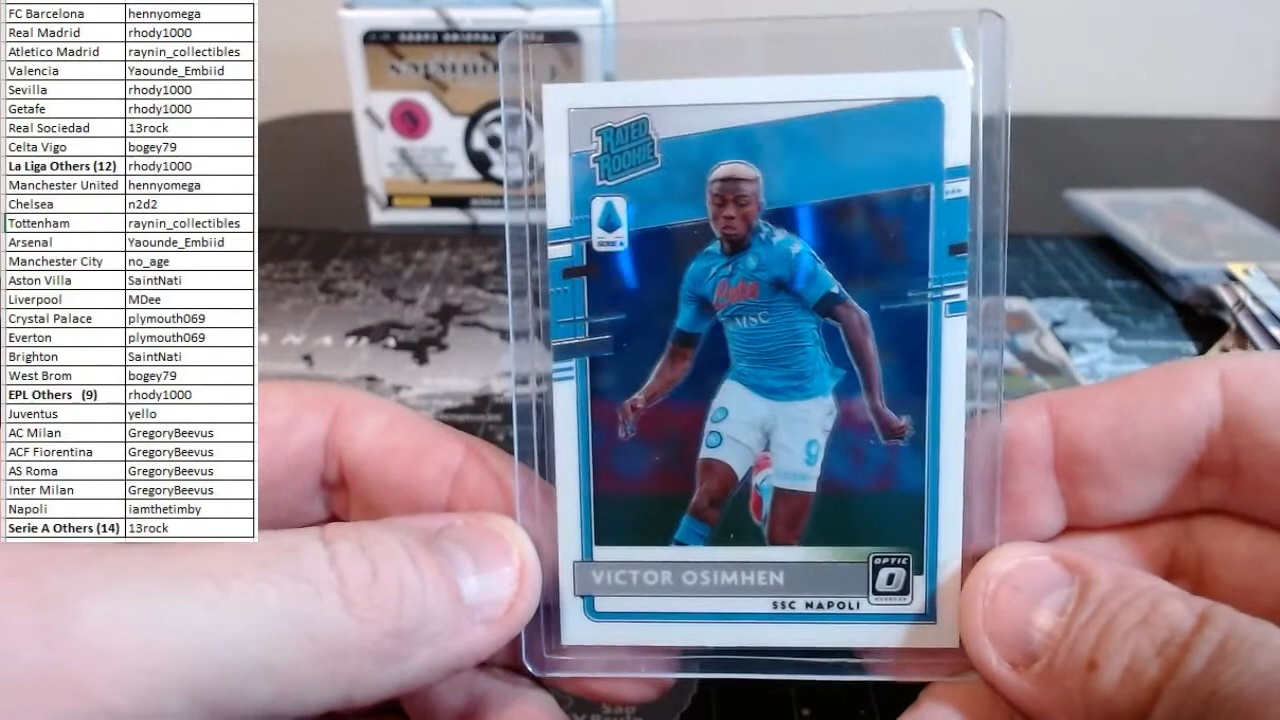 FC Barcelona hennyomega
Real Madrid rhody1000
Atletico Madrid raynin_collectibles
Valencia Yaounde_Embiid
Sevilla rhody1000
Getafe rhody1000
Real Sociedad 13rock
Celta Vigo bogey79
La Liga Others (12) rhody1000
Manchester United hennyomega
Chelsea n2d2
Tottenham raynin_collectibles
Arsenal Yaounde_Embiid
Manchester City no_age
Aston Villa SaintNati
Liverpool MDee
Crystal Palace plymouth069
Everton plymouth069
Brighton SaintNati
West Brom bogey79
EPL Others (9) rhody1000
Juventus yello
AC Milan GregoryBeevus
ACF Fiorentina GregoryBeevus
AS Roma GregoryBeevus
Inter Milan GregoryBeevus
Napoli iamthetimby
Serie A Others (14) 13rock
RATED
ROOKIE
SERIE A
Lete
MSC
9
VICTOR OSIMHEN
SSC NAPOLI
OPTIC